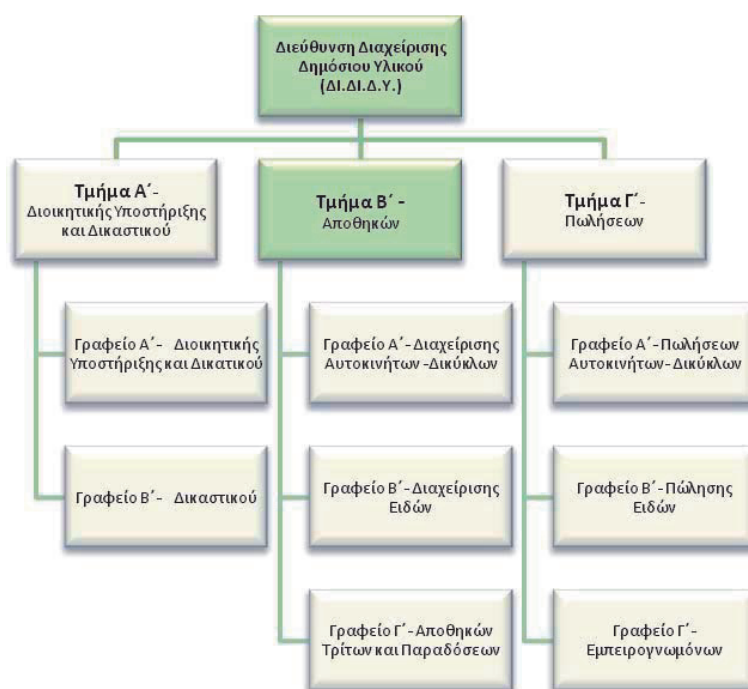 Διεύθυνση Διαχείρισης
Δημόσιου Υλικού
(ΔΙ.ΔΙ.Δ.Υ.)
Τμήμα Α΄-
Διοικητικής Υποστήριξης
και Δικαστικού
Τμήμα Β΄ -
Αποθηκών
Τμήμα Γ΄-
Πωλήσεων
Γραφείο Α΄- Διοικητικής
Υποστήριξης και Δικατικού
Γραφείο Α΄-Διαχείρισης
Αυτοκινήτων -Δικύκλων
Γραφείο Α΄-Πωλήσεων
Αυτοκινήτων-Δικύκλων
Γραφείο Β΄- Δικαστικού
Γραφείο Β΄-Διαχείρισης
Ειδών
Γραφείο Β΄-Πώλησης
Ειδών
Γραφείο Γ΄-Αποθηκών
Τρίτων και Παραδόσεων
Γραφείο Γ΄-
Εμπειρογνωμόνων